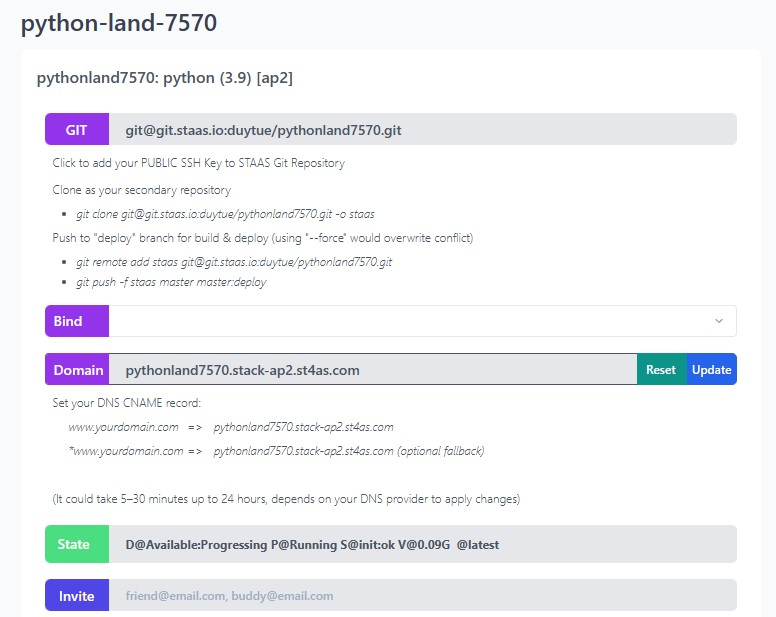 python-land-7570
pythonland7570: python (3.9) [ap2]
GIT git@git.staas.io:duytue/pythonland7570.git
Click to add your PUBLIC SSH Key to STAAS Git Repository
Clone as your secondary repository
• git clone git@git.staas.io:duytue/pythonland7570.git -o staas
Push to "deploy" branch for build & deploy (using "--force" would overwrite conflict)
• git remote add staas git@git.staas.io:duytue/pythonland7570.git
• git push -f staas master master:deploy
Bind
Domain pythonland7570.stack-ap2.st4as.com Reset Update
Set your DNS CNAME record:
www.yourdomain.com => pythonland7570.stack-ap2.st4as.com
*www.yourdomain.com => pythonland7570.stack-ap2.st4as.com (optional fallback)
(It could take 5–30 minutes up to 24 hours, depends on your DNS provider to apply changes)
State D@Available:Progressing P@Running S@init:ok V@0.09G @latest
Invite friend@email.com, buddy@email.com